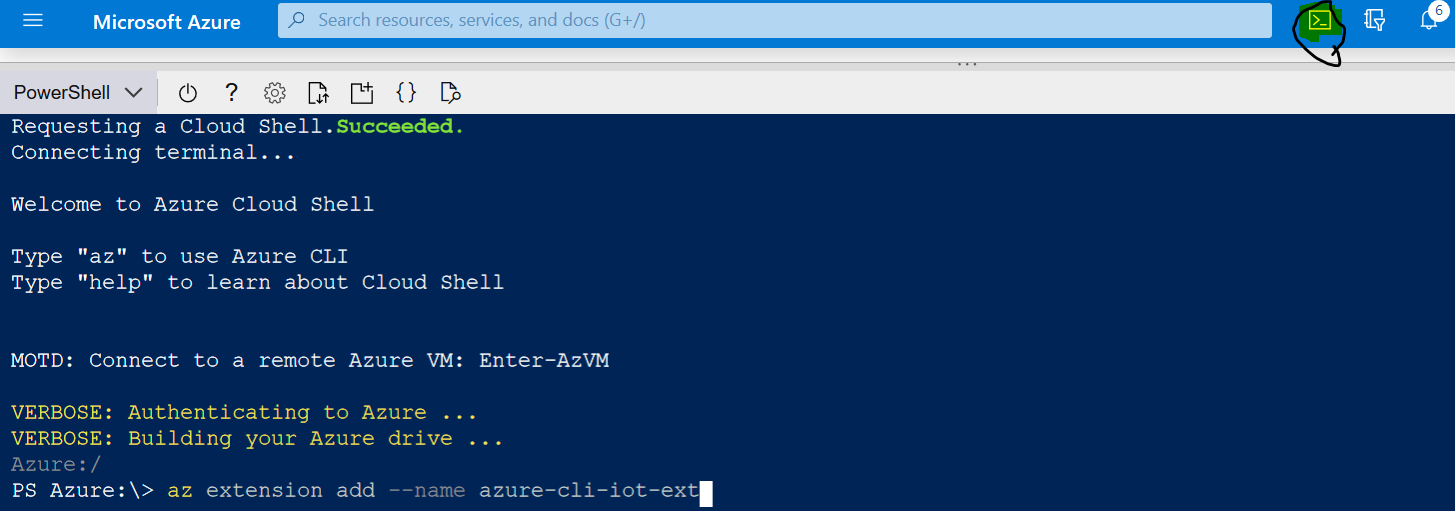 Microsoft Azure
Search resources, services, and docs (G+/)
6
PowerShell
Requesting a Cloud Shell.Succeeded.
Connecting terminal...
Welcome to Azure Cloud Shell
Type "az" to use Azure CLI
Type "help" to learn about Cloud Shell
MOTD: Connect to a remote Azure VM: Enter-AzVM
VERBOSE: Authenticating to Azure ...
VERBOSE: Building your Azure drive ...
Azure:/
PS Azure:\> az extension add --name azure-cli-iot-ext